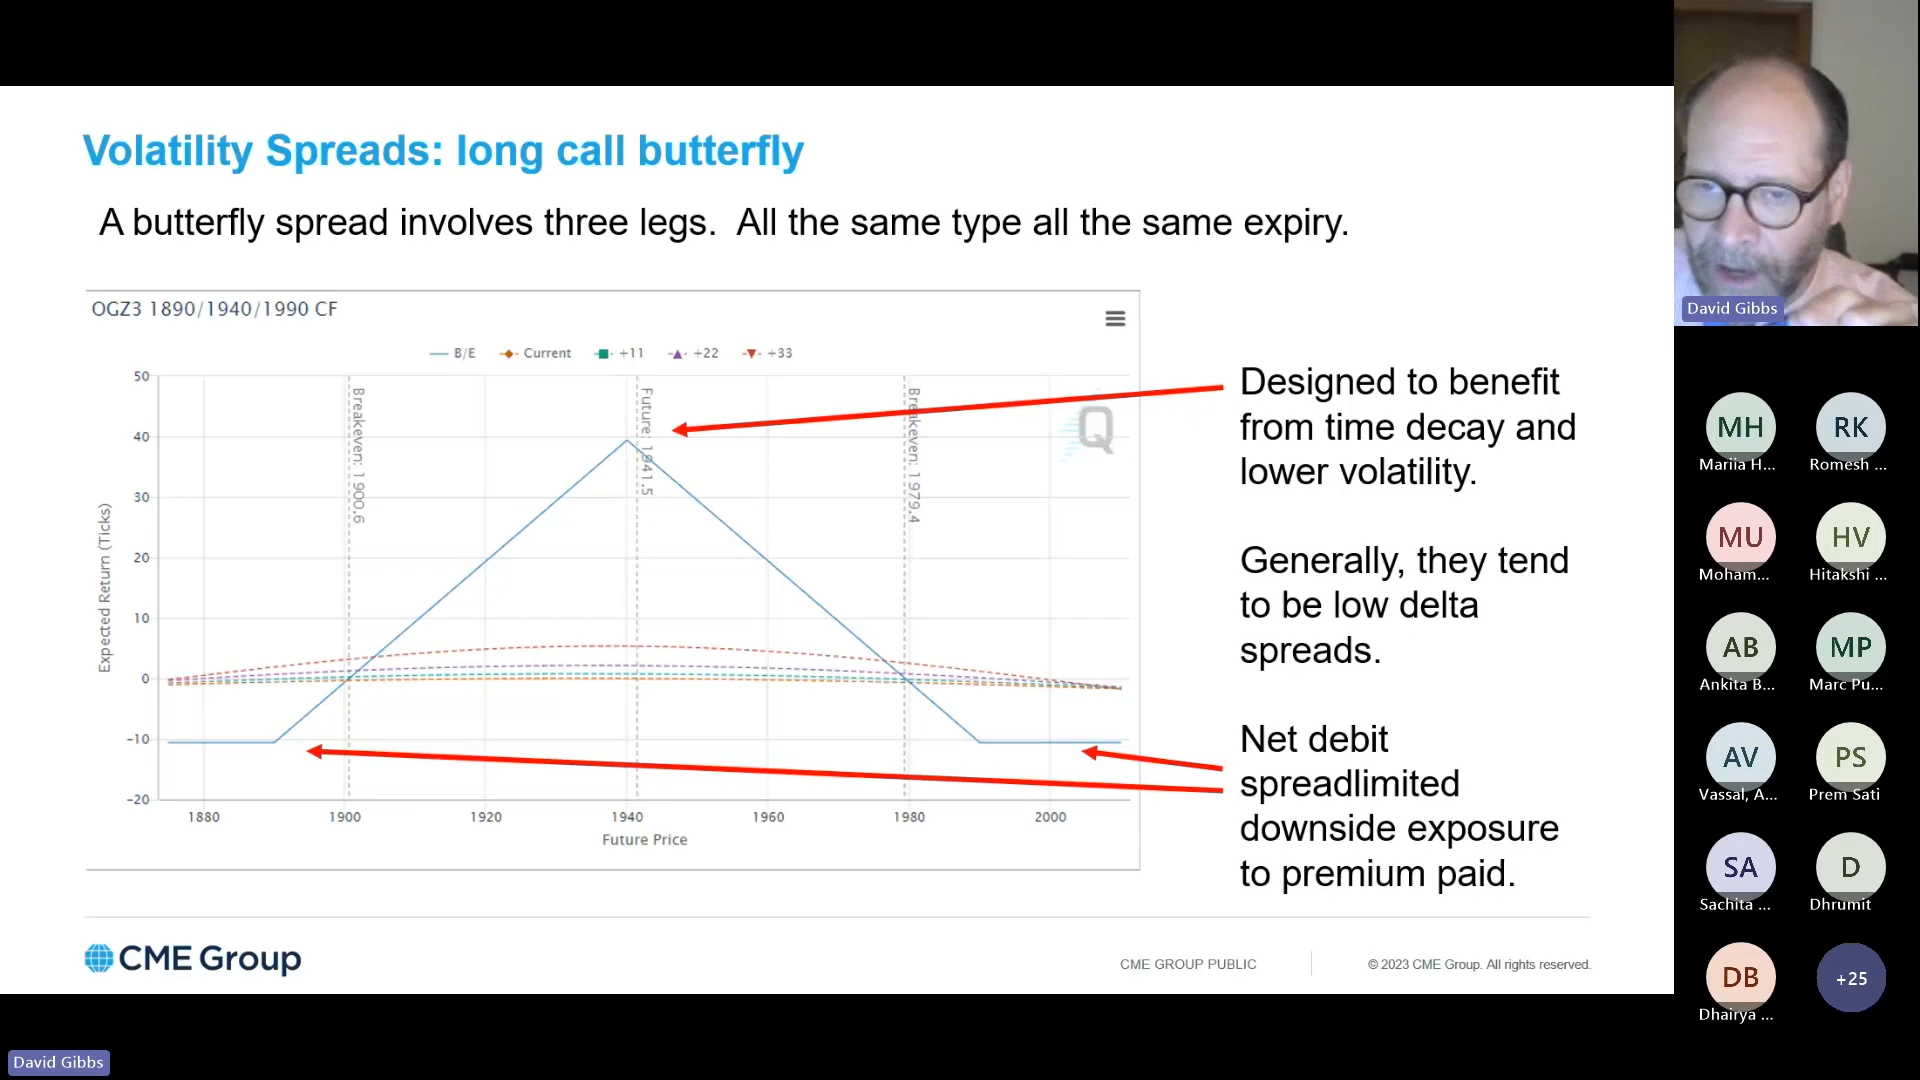 Volatility Spreads: long call butterfly
A butterfly spread involves three legs.  All the same type all the same expiry.
OGZ3 1890/1940/1990 CF
B/E
Current
+11
+22
+33
50
40
30
20
10
0
-10
-20
Expected Return (Ticks)
Breakeven: 1900.6
Future: 1941.5
Breakeven: 1979.4
Q
1880
1900
1920
1940
1960
1980
2000
Future Price
Designed to benefit
from time decay and
lower volatility.
Generally, they tend
to be low delta
spreads.
Net debit
spreadlimited
downside exposure
to premium paid.
CME Group
CME GROUP PUBLIC
© 2023 CME Group. All rights reserved.
David Gibbs
MH
Mariia H...
RK
Romesh ...
MU
Moham...
HV
Hitakshi ...
AB
Ankita B...
MP
Marc Pu...
AV
Vassal, A...
PS
Prem Sati
SA
Sachita ...
D
Dhrumit
DB
Dhairya ...
+25
David Gibbs